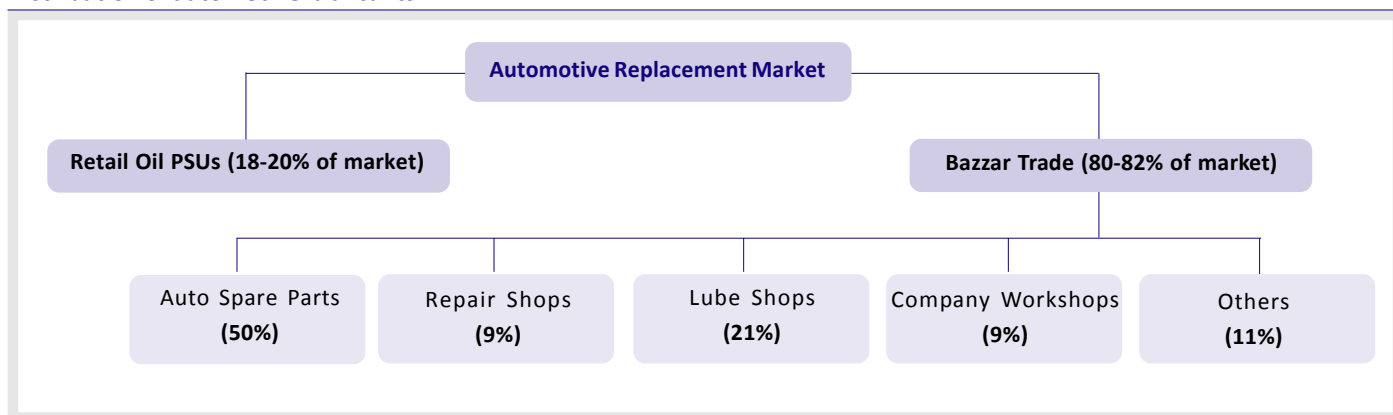 Automotive Replacement Market
Retail Oil PSUs (18-20% of market)
Bazzar Trade (80-82% of market)
Auto Spare Parts
(50%)
Repair Shops
(9%)
Lube Shops
(21%)
Company Workshops
(9%)
Others
(11%)